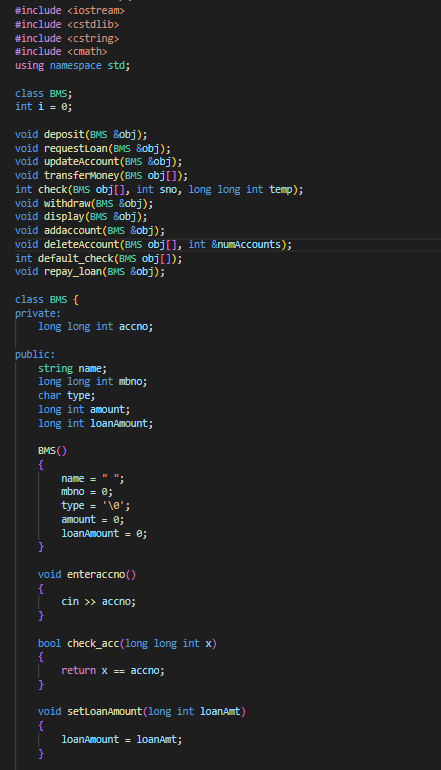 #include <iostream>
#include <cstdlib>
#include <cstring>
#include <cmath>
using namespace std;

class BMS;
int i = 0;

void deposit(BMS &obj);
void requestLoan(BMS &obj);
void updateAccount(BMS &obj);
void transferMoney(BMS obj[]);
int check(BMS obj[], int sno, long long int temp);
void withdraw(BMS &obj);
void display(BMS &obj);
void addaccount(BMS &obj);
void deleteAccount(BMS obj[], int &numAccounts);
int default_check(BMS obj[]);
void repay_loan(BMS &obj);

class BMS {
private:
    long long int accno;

public:
    string name;
    long long int mbno;
    char type;
    long int amount;
    long int loanAmount;

    BMS()
    {
        name = " ";
        mbno = 0;
        type = '\0';
        amount = 0;
        loanAmount = 0;
    }

    void enteraccno()
    {
        cin >> accno;
    }

    bool check_acc(long long int x)
    {
        return x == accno;
    }

    void setLoanAmount(long int loanAmt)
    {
        loanAmount = loanAmt;
    }